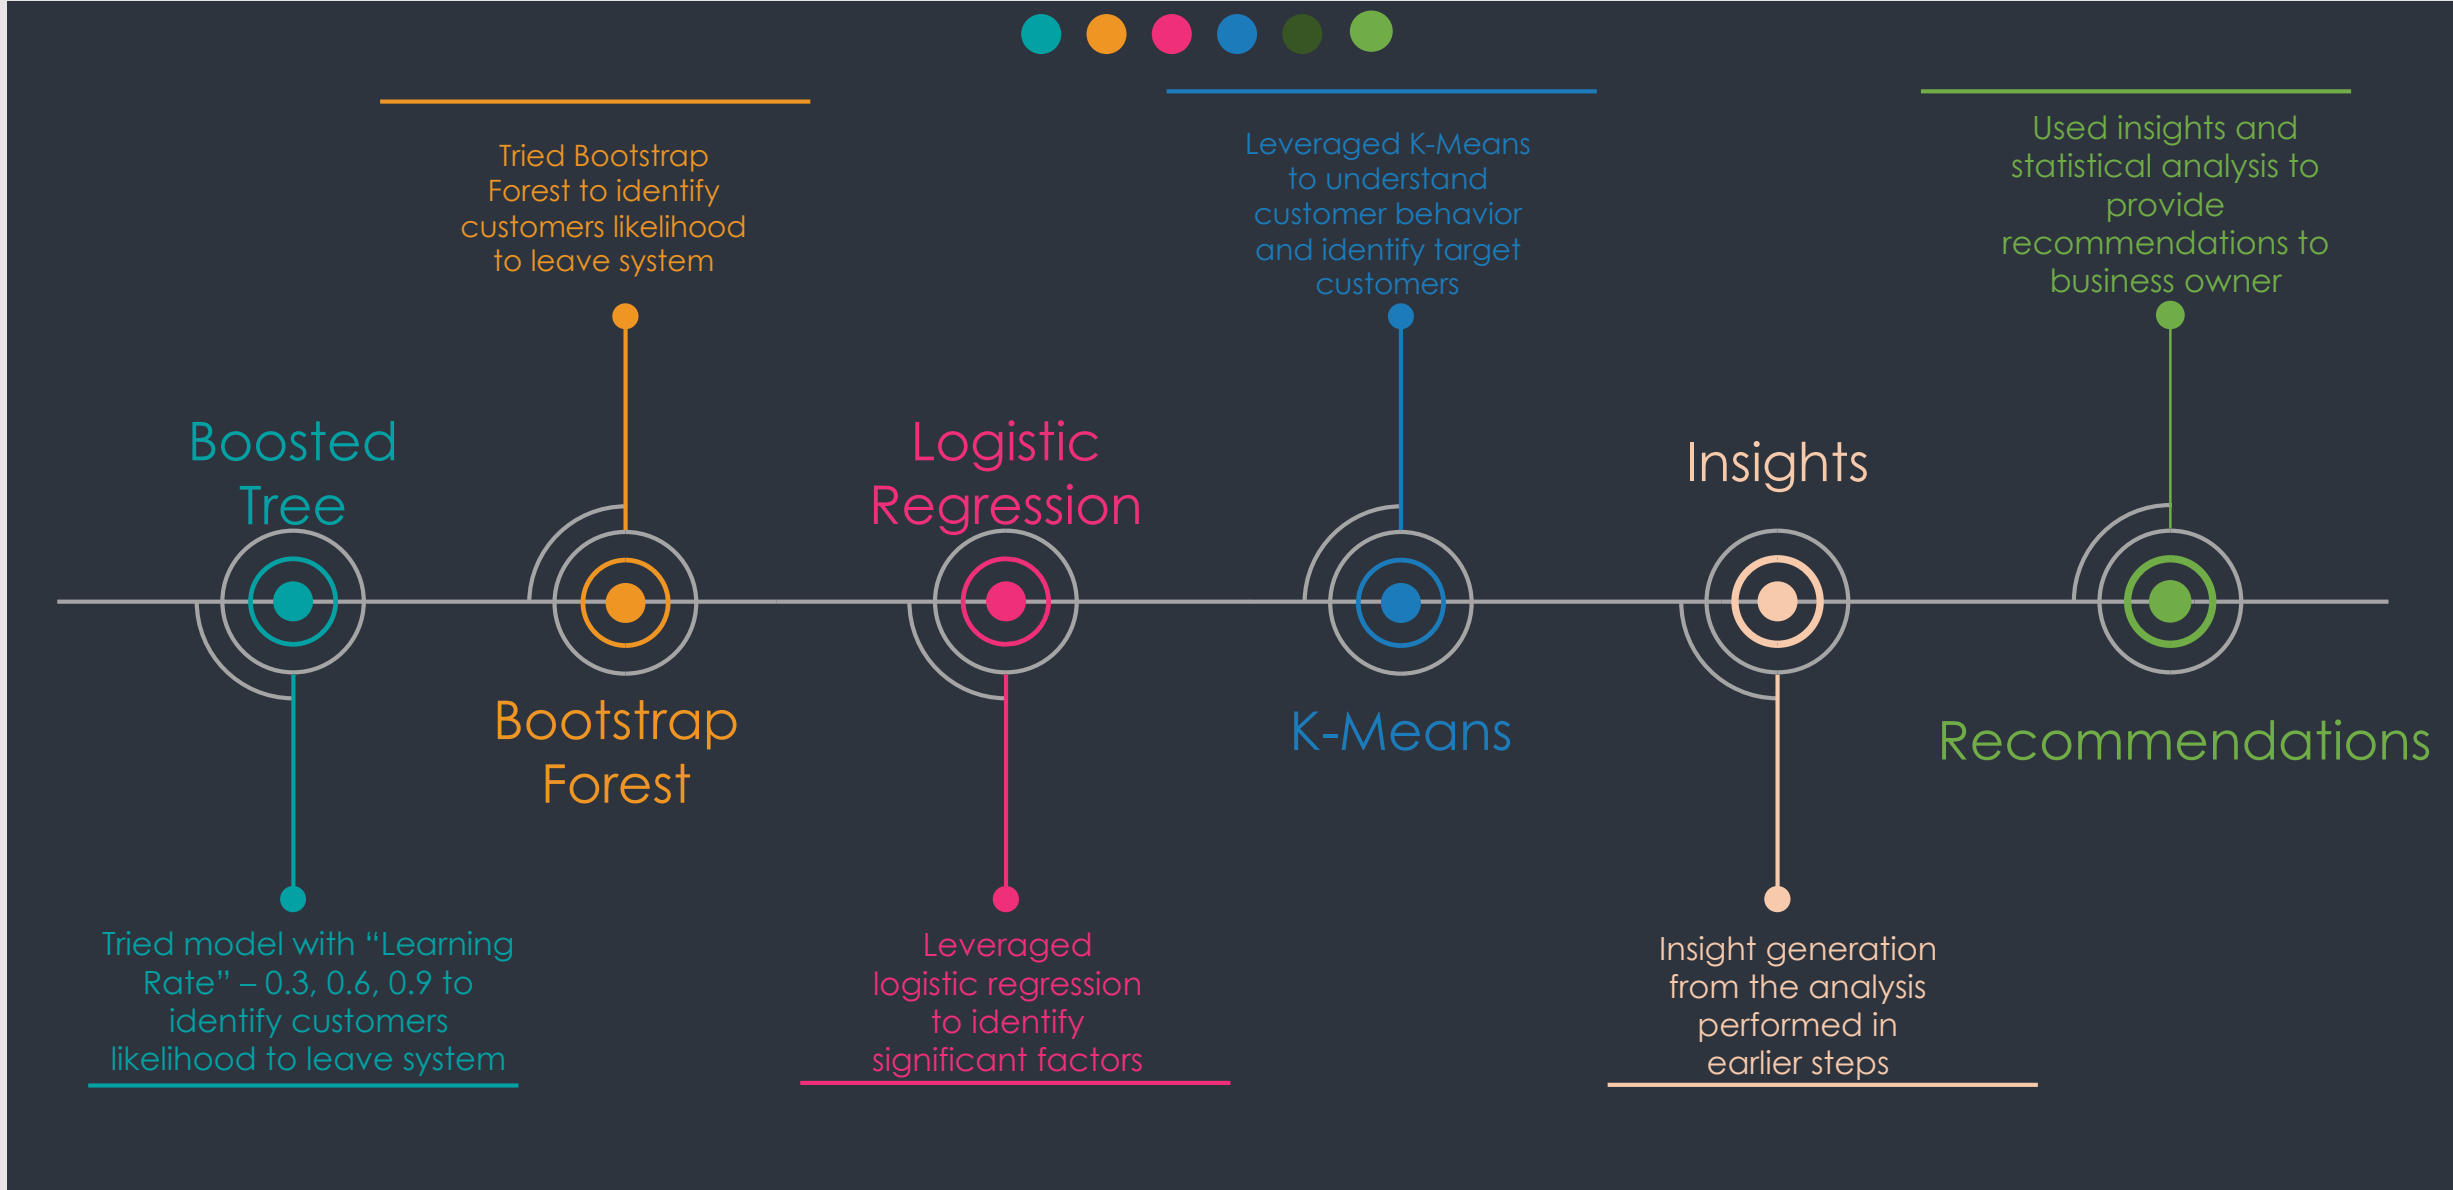 Boosted
Tree
Tried model with “Learning
Rate” – 0.3, 0.6, 0.9 to
identify customers
likelihood to leave system
Tried Bootstrap
Forest to identify
customers likelihood
to leave system
Bootstrap
Forest
Logistic
Regression
Leveraged
logistic regression
to identify
significant factors
Leveraged K-Means
to understand
customer behavior
and identify target
customers
K-Means
Insights
Insight generation
from the analysis
performed in
earlier steps
Used insights and
statistical analysis to
provide
recommendations to
business owner
Recommendations